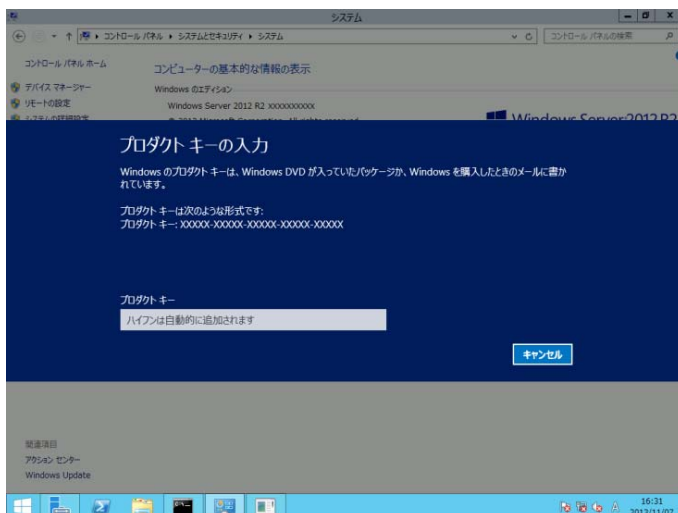 システム
コントロール パネル ▸ システムとセキュリティ ▸ システム
コントロール パネルの検索
コントロール パネル ホーム
コンピューターの基本的な情報の表示
デバイス マネージャー
Windows のエディション
リモートの設定
Windows Server 2012 R2 xxxxxxxxxx
システムの詳細設定
Windows Server 2012 R2
プロダクト キーの入力
Windows のプロダクト キーは、Windows DVD が入っていたパッケージか、Windows を購入したときのメールに書か
れています。
プロダクト キーは次のような形式です:
プロダクト キー: XXXXX-XXXXX-XXXXX-XXXXX-XXXXX
プロダクト キー
ハイフンは自動的に追加されます
キャンセル
関連項目
アクション センター
Windows Update
A
16:31
2013/11/07